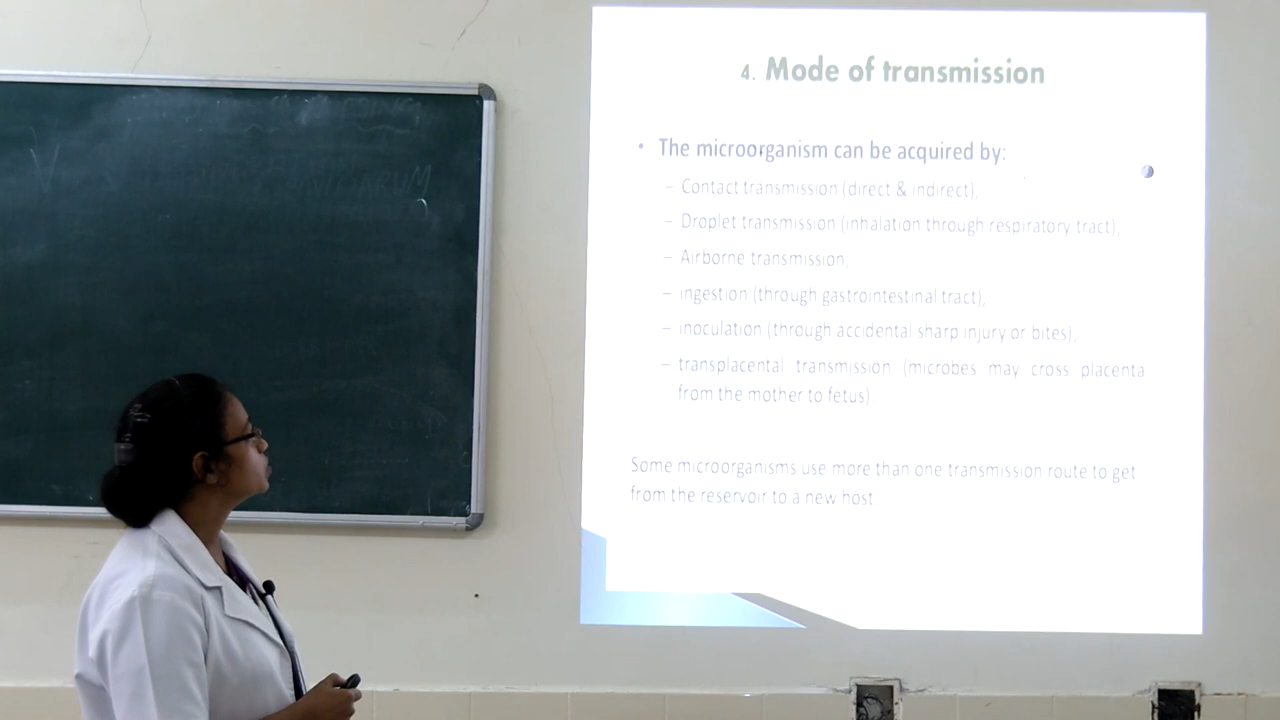 4. Mode of transmission
• The microorganism can be acquired by:
– Contact transmission (direct & indirect),
– Droplet transmission (inhalation through respiratory tract),
– Airborne transmission,
– ingestion (through gastrointestinal tract),
– inoculation (through accidental sharp injury or bites),
– transplacental transmission (microbes may cross placenta
from the mother to fetus)
Some microorganisms use more than one transmission route to get
from the reservoir to a new host